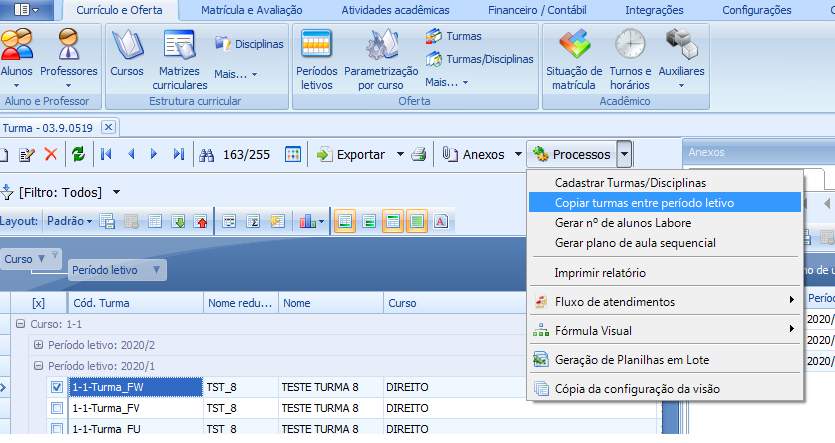 Currículo e Oferta Matrícula e Avaliação Atividades acadêmicas Financeiro / Contábil Integrações Configurações
Alunos Professores
Aluno e Professor
Cursos Matrizes curriculares Disciplinas
Mais...
Estrutura curricular
Períodos letivos Parametrização por curso Turmas
Turmas/Disciplinas
Mais...
Oferta
Situação de matrícula Turnos e horários Auxiliares
Acadêmico
Turma - 03.9.0519
163/255 Exportar Anexos Processos Anexos
[Filtro: Todos]
Layout: Padrão
Cadastrar Turmas/Disciplinas
Copiar turmas entre período letivo
Gerar nº de alunos Labore
Gerar plano de aula sequencial
Imprimir relatório
Fluxo de atendimentos
Fórmula Visual
Geração de Planilhas em Lote
Cópia da configuração da visão
Curso
Período letivo
[x] Cód. Turma Nome redu... Nome Curso
Curso: 1-1
Período letivo: 2020/2
Período letivo: 2020/1
1-1-Turma_FW TST_8 TESTE TURMA 8 DIREITO
1-1-Turma_FV TST_8 TESTE TURMA 8 DIREITO
1-1-Turma_FU TST_8 TESTE TURMA 8 DIREITO